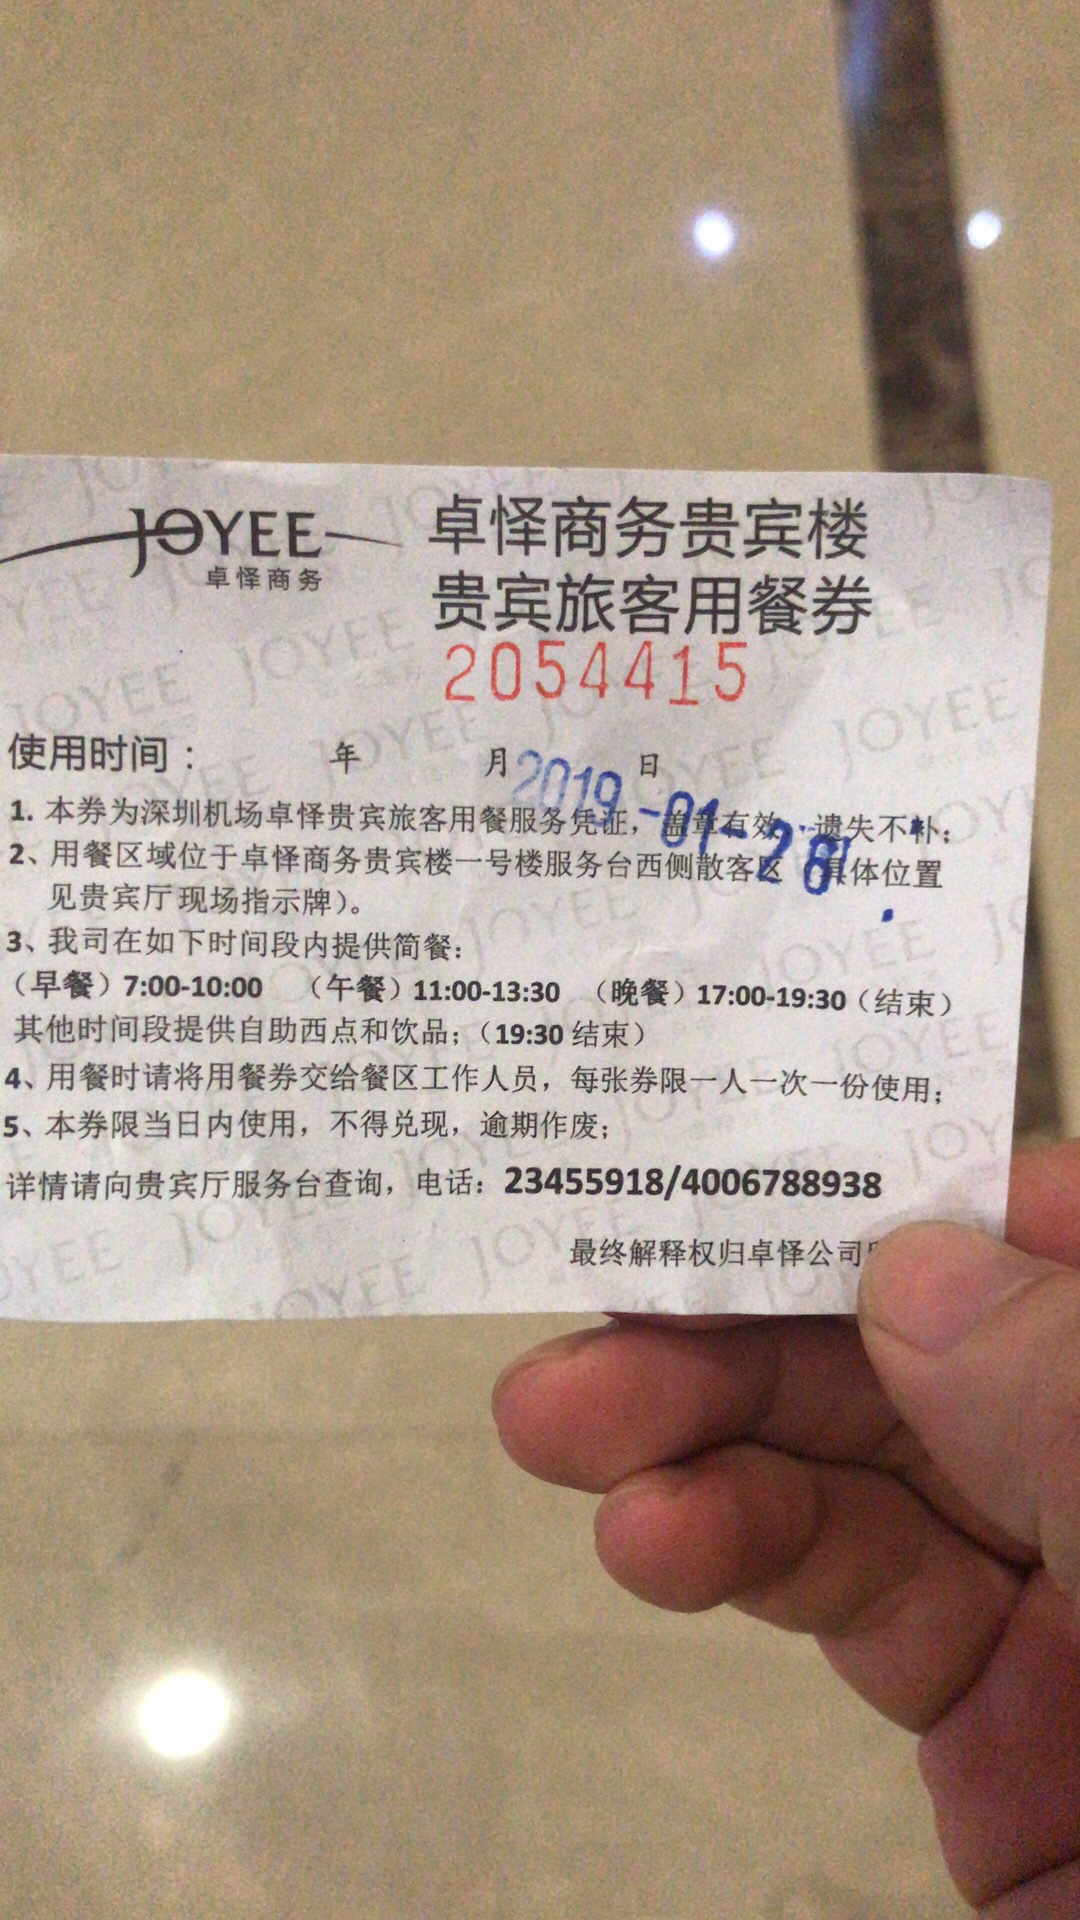 JOYEE
卓怿商务
卓怿商务贵宾楼
贵宾旅客用餐券
2054415
使用时间： 年 月 日
2019-01-28
1. 本券为深圳机场卓怿贵宾旅客用餐服务凭证，盖章有效，遗失不补；
2、用餐区域位于卓怿商务贵宾楼一号楼服务台西侧散客区（具体位置
见贵宾厅现场指示牌）。
3、我司在如下时间段内提供简餐：
（早餐）7:00-10:00 （午餐）11:00-13:30 （晚餐）17:00-19:30（结束）
其他时间段提供自助西点和饮品；（19:30 结束）
4、用餐时请将用餐券交给餐区工作人员，每张券限一人一次一份使用；
5、本券限当日内使用，不得兑现，逾期作废；
详情请向贵宾厅服务台查询，电话：23455918/4006788938
最终解释权归卓怿公司